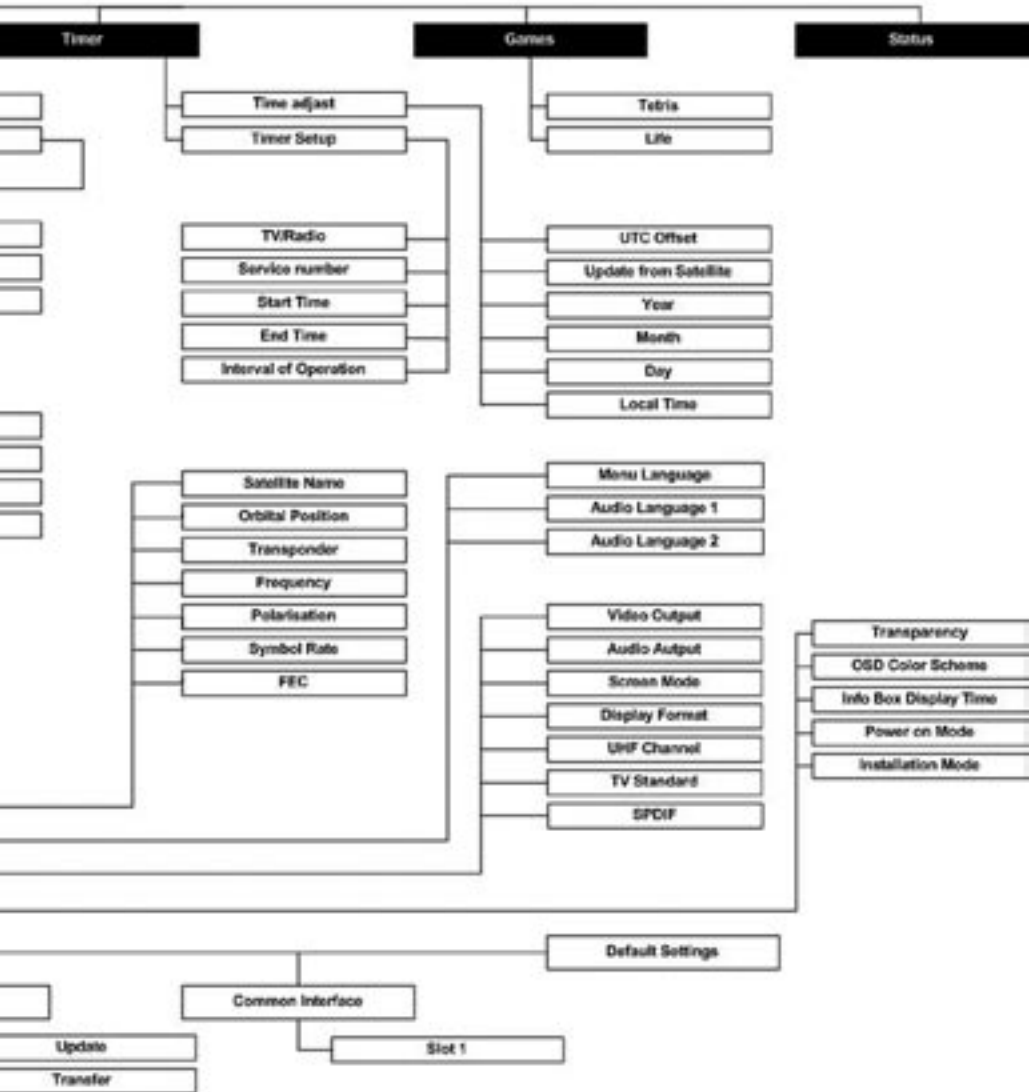 Timer
Games
Status
Time adjast
Timer Setup
Tetris
Life
TV/Radio
Service number
Start Time
End Time
Interval of Operation
UTC Offset
Update from Satellite
Year
Month
Day
Local Time
Satellite Name
Orbital Position
Transponder
Frequency
Polarisation
Symbol Rate
FEC
Menu Language
Audio Language 1
Audio Language 2
Video Output
Audio Autput
Screen Mode
Display Format
UHF Channel
TV Standard
SPDIF
Transparency
OSD Color Scheme
Info Box Display Time
Power on Mode
Installation Mode
Default Settings
Common Interface
Slot 1
Update
Transfer